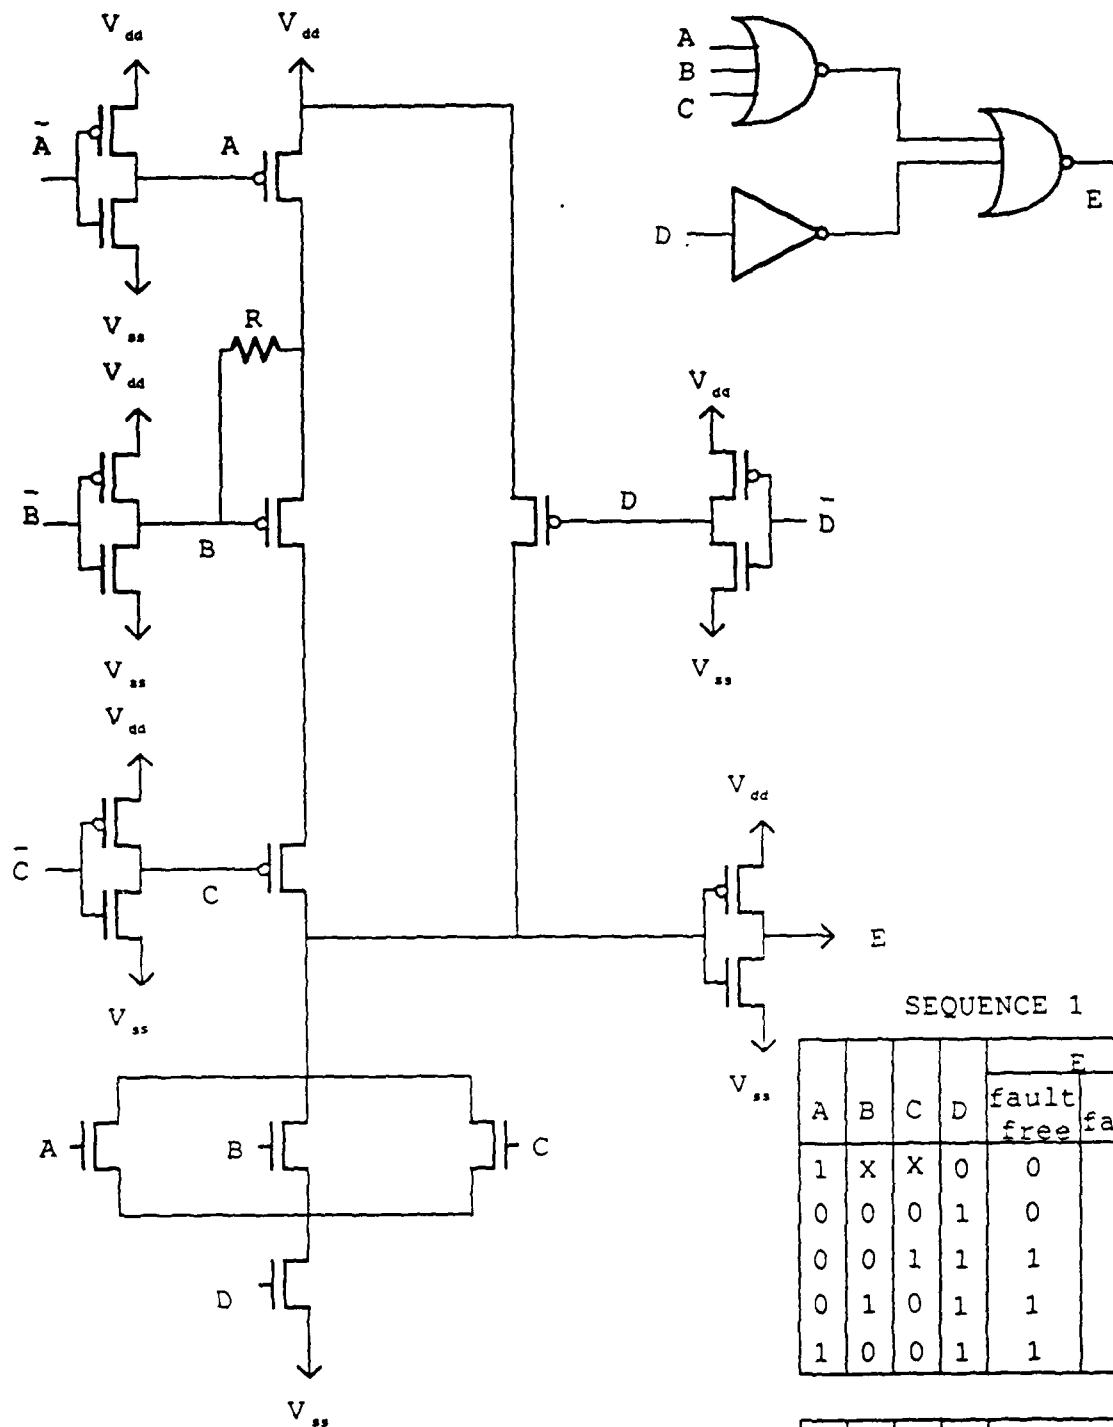 V dd
V dd
A
B
C
E
D
Ā
A
V ss
R
V dd
B̄
B
V ss
V dd
D
D̄
V ss
V dd
C̄
C
V ss
V dd
E
V ss
A
B
C
D
V ss
SEQUENCE 1
E
A B C D fault free fa
1 X X 0 0
0 0 0 1 0
0 0 1 1 1
0 1 0 1 1
1 0 0 1 1